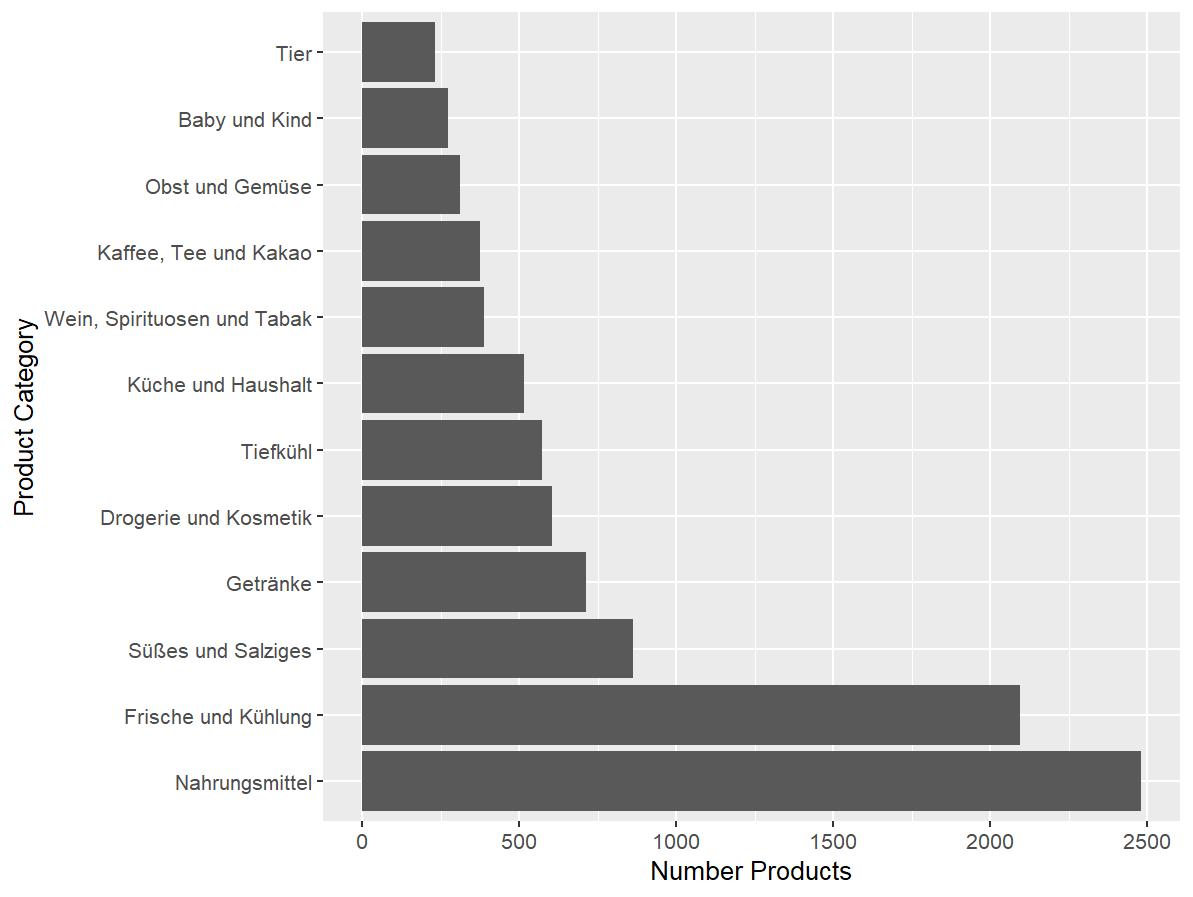 Tier
Baby und Kind
Obst und Gemüse
Kaffee, Tee und Kakao
Wein, Spirituosen und Tabak
Küche und Haushalt
Tiefkühl
Drogerie und Kosmetik
Getränke
Süßes und Salziges
Frische und Kühlung
Nahrungsmittel
Product Category
0 500 1000 1500 2000 2500
Number Products